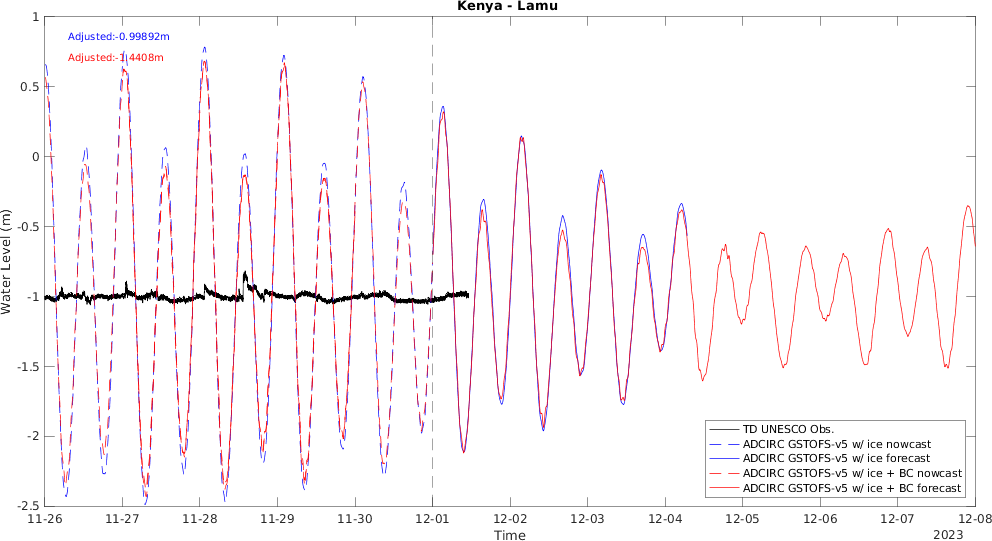 Kenya - Lamu
Adjusted:-0.99892m
Adjusted:-1.4408m
1
0.5
0
-0.5
-1
-1.5
-2
-2.5
Water Level (m)
11-26 11-27 11-28 11-29 11-30 12-01 12-02 12-03 12-04 12-05 12-06 12-07 12-08
Time
2023
TD UNESCO Obs.
ADCIRC GSTOFS-v5 w/ ice nowcast
ADCIRC GSTOFS-v5 w/ ice forecast
ADCIRC GSTOFS-v5 w/ ice + BC nowcast
ADCIRC GSTOFS-v5 w/ ice + BC forecast